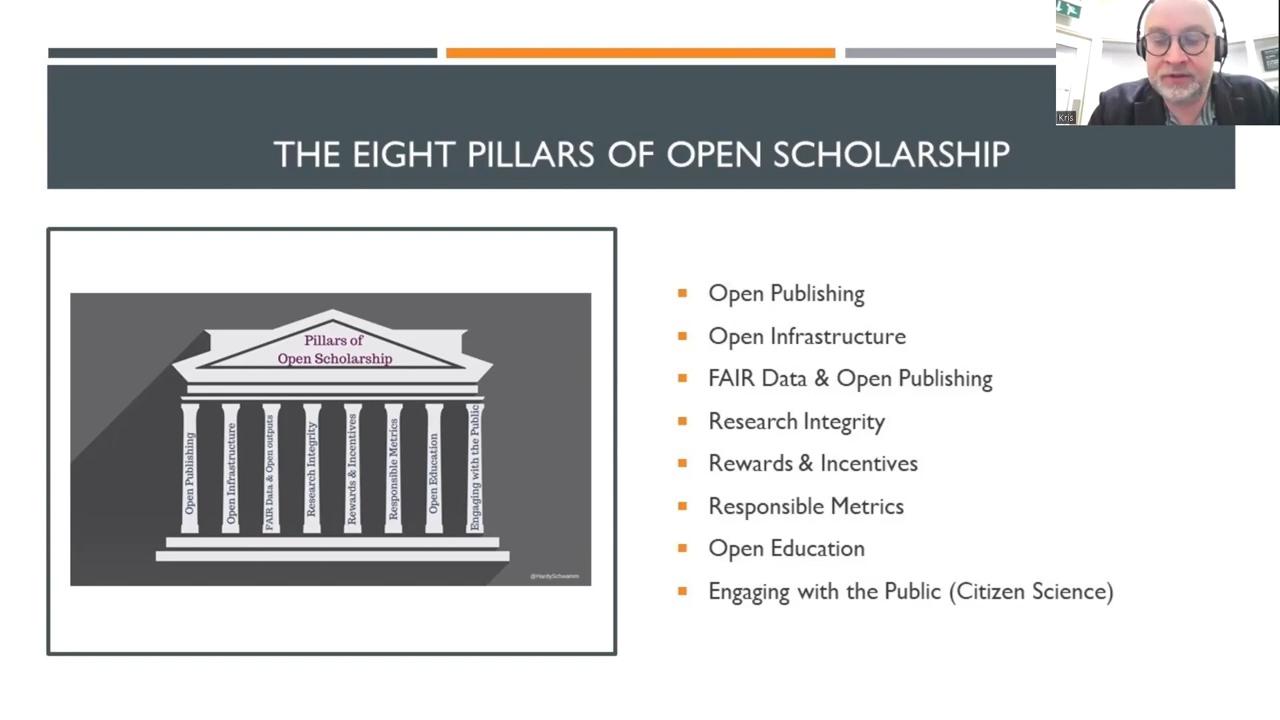 Kris
THE EIGHT PILLARS OF OPEN SCHOLARSHIP
Pillars of
Open Scholarship
Open Publishing
Open Infrastructure
FAIR Data & Open outputs
Research Integrity
Rewards & Incentives
Responsible Metrics
Open Education
Engaging with the Public
@HardySchwamm
Open Publishing
Open Infrastructure
FAIR Data & Open Publishing
Research Integrity
Rewards & Incentives
Responsible Metrics
Open Education
Engaging with the Public (Citizen Science)